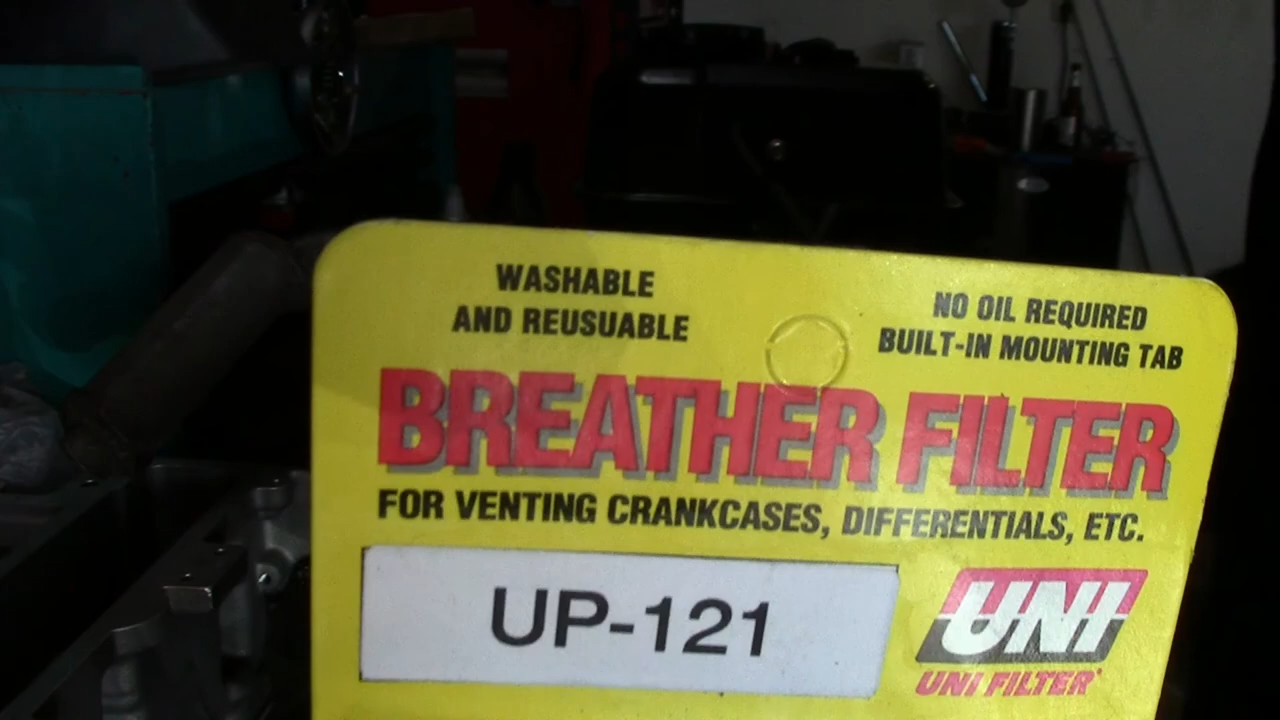 WASHABLE
AND REUSUABLE
NO OIL REQUIRED
BUILT-IN MOUNTING TAB
BREATHER FILTER
FOR VENTING CRANKCASES, DIFFERENTIALS, ETC.
UP-121
UNI
UNI FILTER